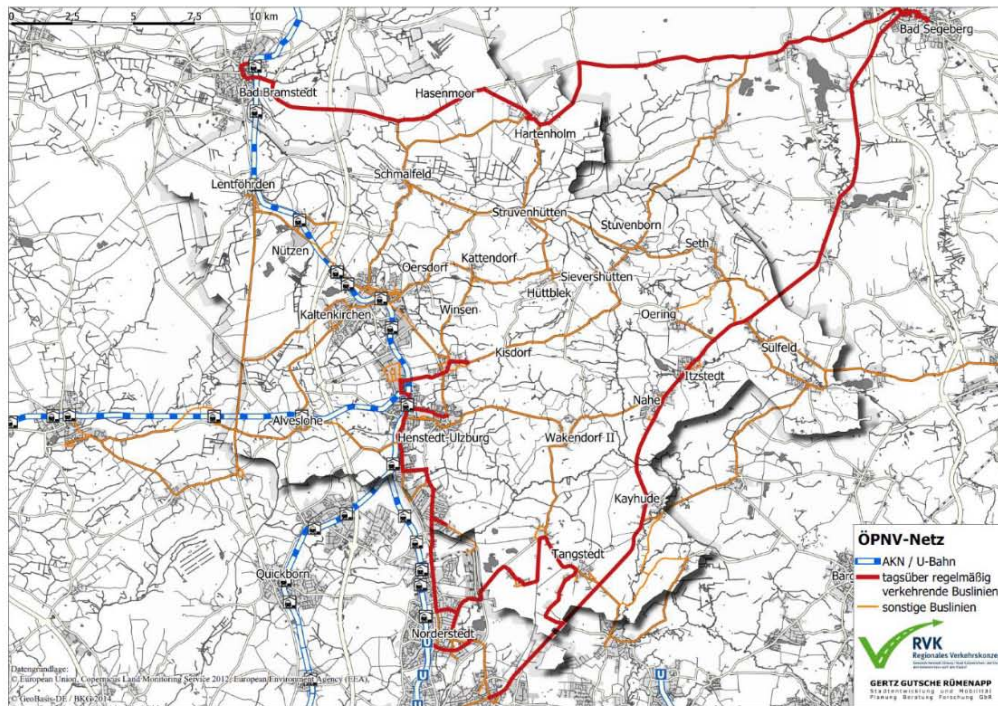 0 2,5 5 10 km
Bad Segeberg
Bad Bramstedt
Hasenmoor
Hartenholm
Schmalfeld
Lentföhrden
Struvenhütten
Stuvenborn
Nützen
Seth
Kattendorf
Oersdorf
Sievershütten
Hüttblek
Winsen
Kaltenkirchen
Oering
Kisdorf
Sülfeld
Itzstedt
Nahe
Alveslohe
Henstedt-Ulzburg
Wakendorf II
Kayhude
Tangstedt
Quickborn
Norderstedt
ÖPNV-Netz
AKN / U-Bahn
tagsüber regelmäßig
verkehrende Buslinien
sonstige Buslinien
RVK
Regionales Verkehrskonzept
GERTZ GUTSCHE RÜMENAPP
Stadtentwicklung und Mobilität
Planung Beratung Forschung GbR
Datengrundlage:
© European Union, Copernicus Land Monitoring Service 2012, European Environment Agency (EEA),
© GeoBasis-DE / BKG 2014
U
U
U